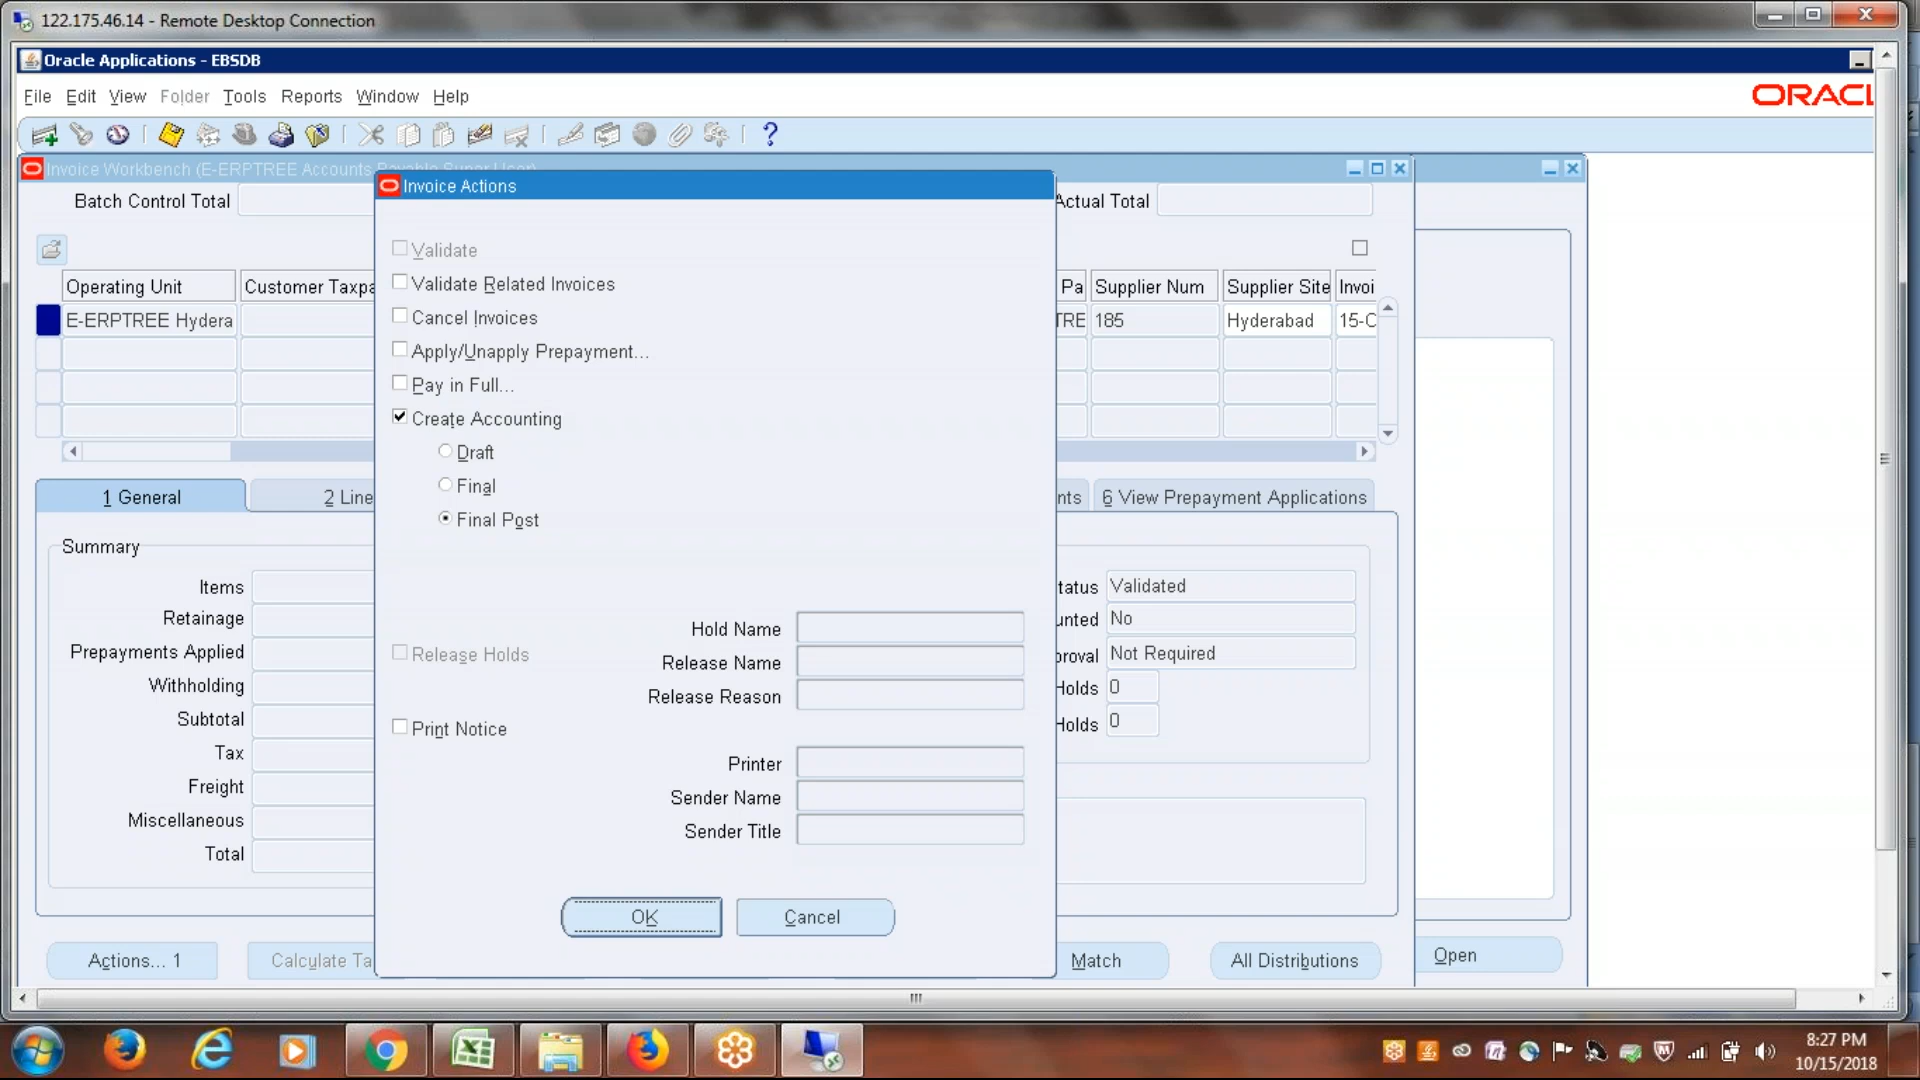 122.175.46.14 - Remote Desktop Connection
Oracle Applications - EBSDB
File Edit View Folder Tools Reports Window Help
ORACL
Invoice Workbench (E-ERPTREE Accounts Payable Super User)
Invoice Actions
Batch Control Total
Actual Total
Validate
Validate Related Invoices
Cancel Invoices
Apply/Unapply Prepayment...
Pay in Full...
Create Accounting
Draft
Final
Final Post
Operating Unit Customer Taxpa Pa Supplier Num Supplier Site Invoi
E-ERPTREE Hydera TRE 185 Hyderabad 15-O
1 General 2 Line nts 6 View Prepayment Applications
Summary
Items
Retainage
Prepayments Applied
Withholding
Subtotal
Tax
Freight
Miscellaneous
Total
Hold Name
Release Holds
Release Name
Release Reason
Print Notice
Printer
Sender Name
Sender Title
OK Cancel
tatus Validated
unted No
proval Not Required
Holds 0
Holds 0
Actions... 1 Calculate Ta Match All Distributions Open
8:27 PM
10/15/2018